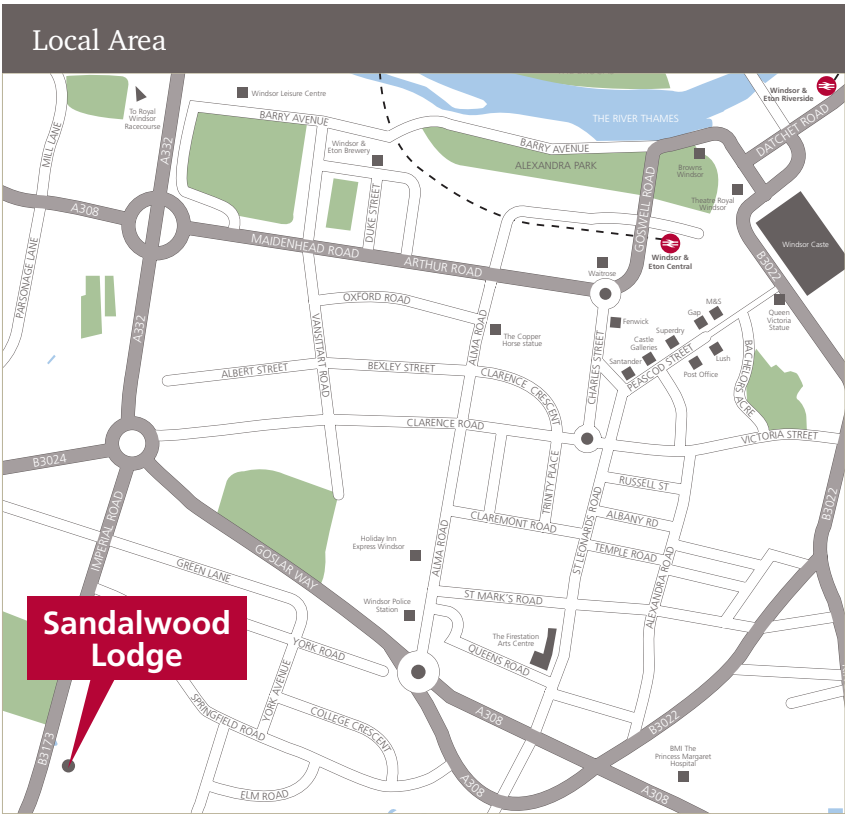 Local Area
Windsor Leisure Centre
To Royal
Windsor
Racecourse
Windsor &
Eton Riverside
MILL LANE
A332
BARRY AVENUE
THE RIVER THAMES
DATCHET ROAD
Windsor &
Eton Brewery
BARRY AVENUE
ALEXANDRA PARK
Browns
Windsor
Theatre Royal
Windsor
A308
DUKE STREET
GOSWELL ROAD
MAIDENHEAD ROAD
ARTHUR ROAD
Windsor &
Eton Central
Windsor Caste
B3022
PARSONAGE LANE
Waitrose
OXFORD ROAD
A332
VANSITTART ROAD
ALMA ROAD
The Copper
Horse statue
Fenwick
M&S
Gap
Superdry
Castle
Galleries
Santander
Queen
Victoria
Statue
CHARLES STREET
PEASCOD STREET
Lush
Post Office
BACHELORS ACRE
ALBERT STREET
BEXLEY STREET
CLARENCE CRESCENT
CLARENCE ROAD
VICTORIA STREET
B3024
TRINITY PLACE
RUSSELL ST
B3022
IMPERIAL ROAD
CLAREMONT ROAD
ST LEONARDS ROAD
ALBANY RD
TEMPLE ROAD
Holiday Inn
Express Windsor
ALMA ROAD
GREEN LANE
GOSLAR WAY
ALEXANDRA ROAD
Windsor Police
Station
ST MARK'S ROAD
Sandalwood
Lodge
The Firestation
Arts Centre
YORK ROAD
QUEENS ROAD
YORK AVENUE
SPRINGFIELD ROAD
COLLEGE CRESCENT
A308
B3022
B3173
BMI The
Princess Margaret
Hospital
ELM ROAD
A308
A308